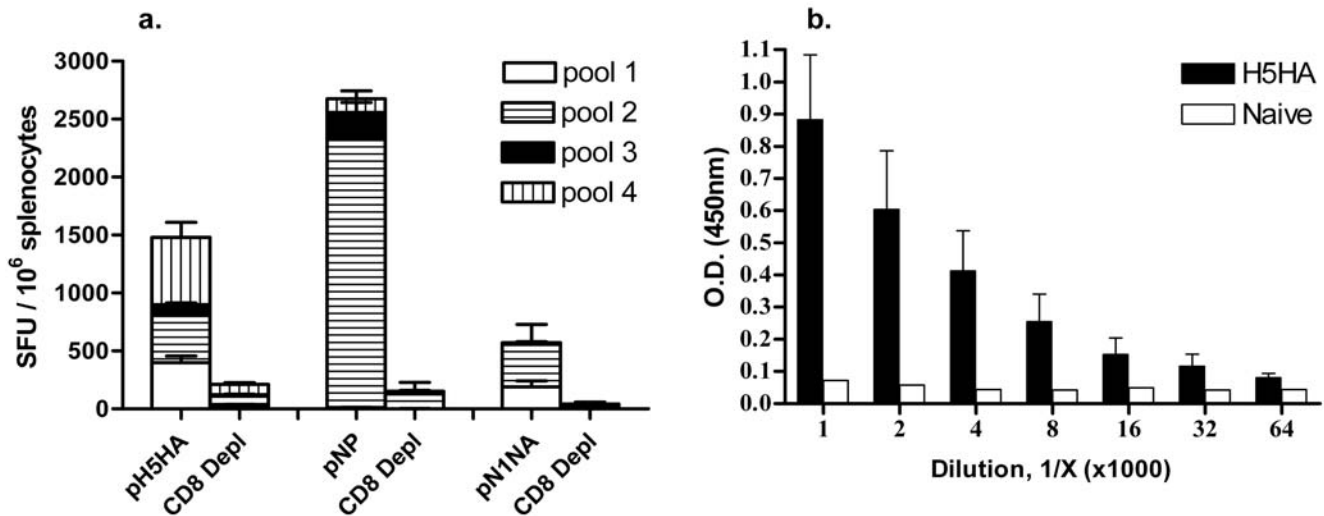 a.
SFU / 10⁶ splenocytes
3000
2500
2000
1500
1000
500
0
pool 1
pool 2
pool 3
pool 4
pH5HA
CD8 Depl
pNP
CD8 Depl
pN1NA
CD8 Depl
b.
O.D. (450nm)
1.1
1.0
0.9
0.8
0.7
0.6
0.5
0.4
0.3
0.2
0.1
0.0
H5HA
Naive
1 2 4 8 16 32 64
Dilution, 1/X (x1000)